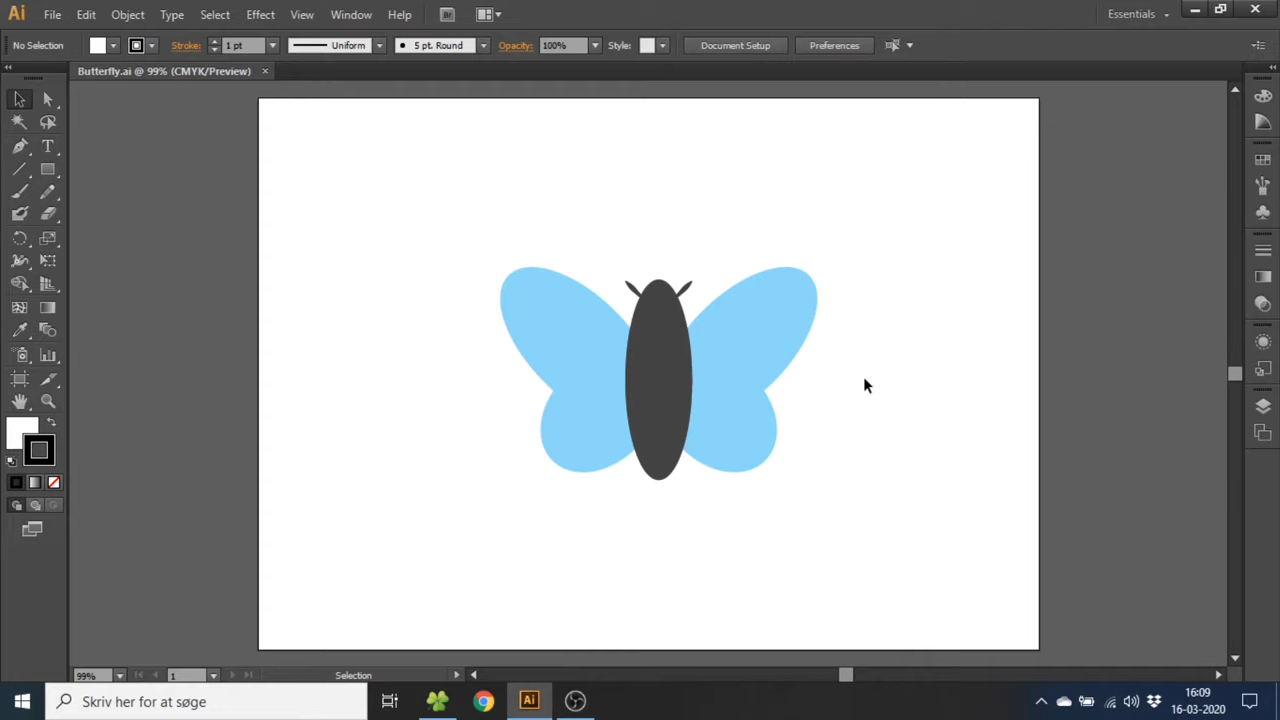 Ai File Edit Object Type Select Effect View Window Help Br Essentials
No Selection Stroke: 1 pt Uniform 5 pt. Round Opacity: 100% Style: Document Setup Preferences
Butterfly.ai @ 99% (CMYK/Preview)
T
99% 1 Selection
Skriv her for at søge Ai 16:09
16-03-2020